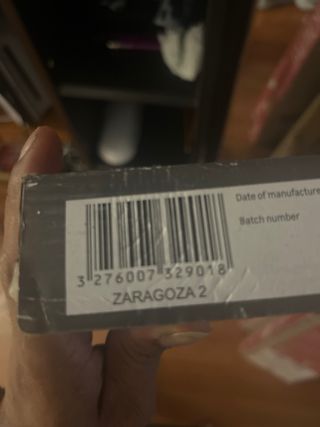 Date of manufacture
Batch number
3 276007 329018
ZARAGOZA 2